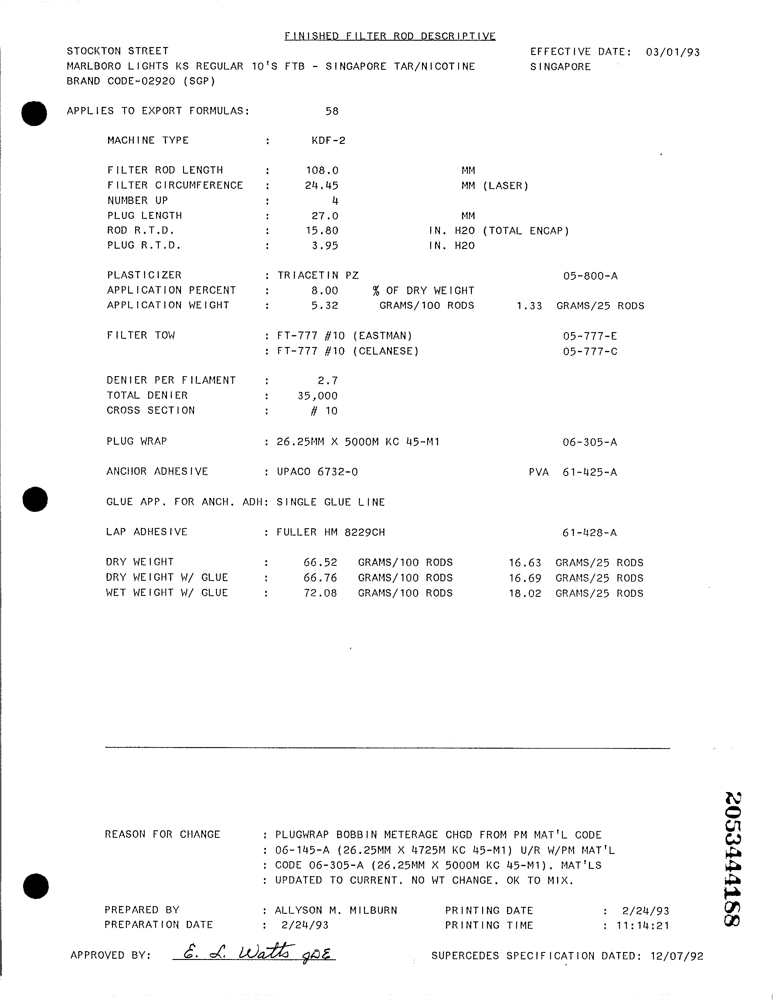 FINISHED FILTER ROD DESCRIPTIVE
STOCKTON STREET EFFECTIVE DATE: 03/01/93
MARLBORO LIGHTS KS REGULAR 10'S FTB - SINGAPORE TAR/NICOTINE SINGAPORE
BRAND CODE-02920 (SGP)
APPLIES TO EXPORT FORMULAS: 58
MACHINE TYPE : KDF-2
FILTER ROD LENGTH : 108.0 MM
FILTER CIRCUMFERENCE : 24.45 MM (LASER)
NUMBER UP : 4
PLUG LENGTH : 27.0 MM
ROD R.T.D. : 15.80 IN. H2O (TOTAL ENCAP)
PLUG R.T.D. : 3.95 IN. H2O
PLASTICIZER : TRIACETIN PZ 05-800-A
APPLICATION PERCENT : 8.00 % OF DRY WEIGHT
APPLICATION WEIGHT : 5.32 GRAMS/100 RODS 1.33 GRAMS/25 RODS
FILTER TOW : FT-777 #10 (EASTMAN) 05-777-E
: FT-777 #10 (CELANESE) 05-777-C
DENIER PER FILAMENT : 2.7
TOTAL DENIER : 35,000
CROSS SECTION : # 10
PLUG WRAP : 26.25MM X 5000M KC 45-M1 06-305-A
ANCHOR ADHESIVE : UPACO 6732-0 PVA 61-425-A
GLUE APP. FOR ANCH. ADH: SINGLE GLUE LINE
LAP ADHESIVE : FULLER HM 8229CH 61-428-A
DRY WEIGHT : 66.52 GRAMS/100 RODS 16.63 GRAMS/25 RODS
DRY WEIGHT W/ GLUE : 66.76 GRAMS/100 RODS 16.69 GRAMS/25 RODS
WET WEIGHT W/ GLUE : 72.08 GRAMS/100 RODS 18.02 GRAMS/25 RODS
REASON FOR CHANGE : PLUGWRAP BOBBIN METERAGE CHGD FROM PM MAT'L CODE
: 06-145-A (26.25MM X 4725M KC 45-M1) U/R W/PM MAT'L
: CODE 06-305-A (26.25MM X 5000M KC 45-M1). MAT'LS
: UPDATED TO CURRENT. NO WT CHANGE. OK TO MIX.
PREPARED BY : ALLYSON M. MILBURN PRINTING DATE : 2/24/93
PREPARATION DATE : 2/24/93 PRINTING TIME : 11:14:21
APPROVED BY: E. L. Watts gDE SUPERCEDES SPECIFICATION DATED: 12/07/92
2053444188